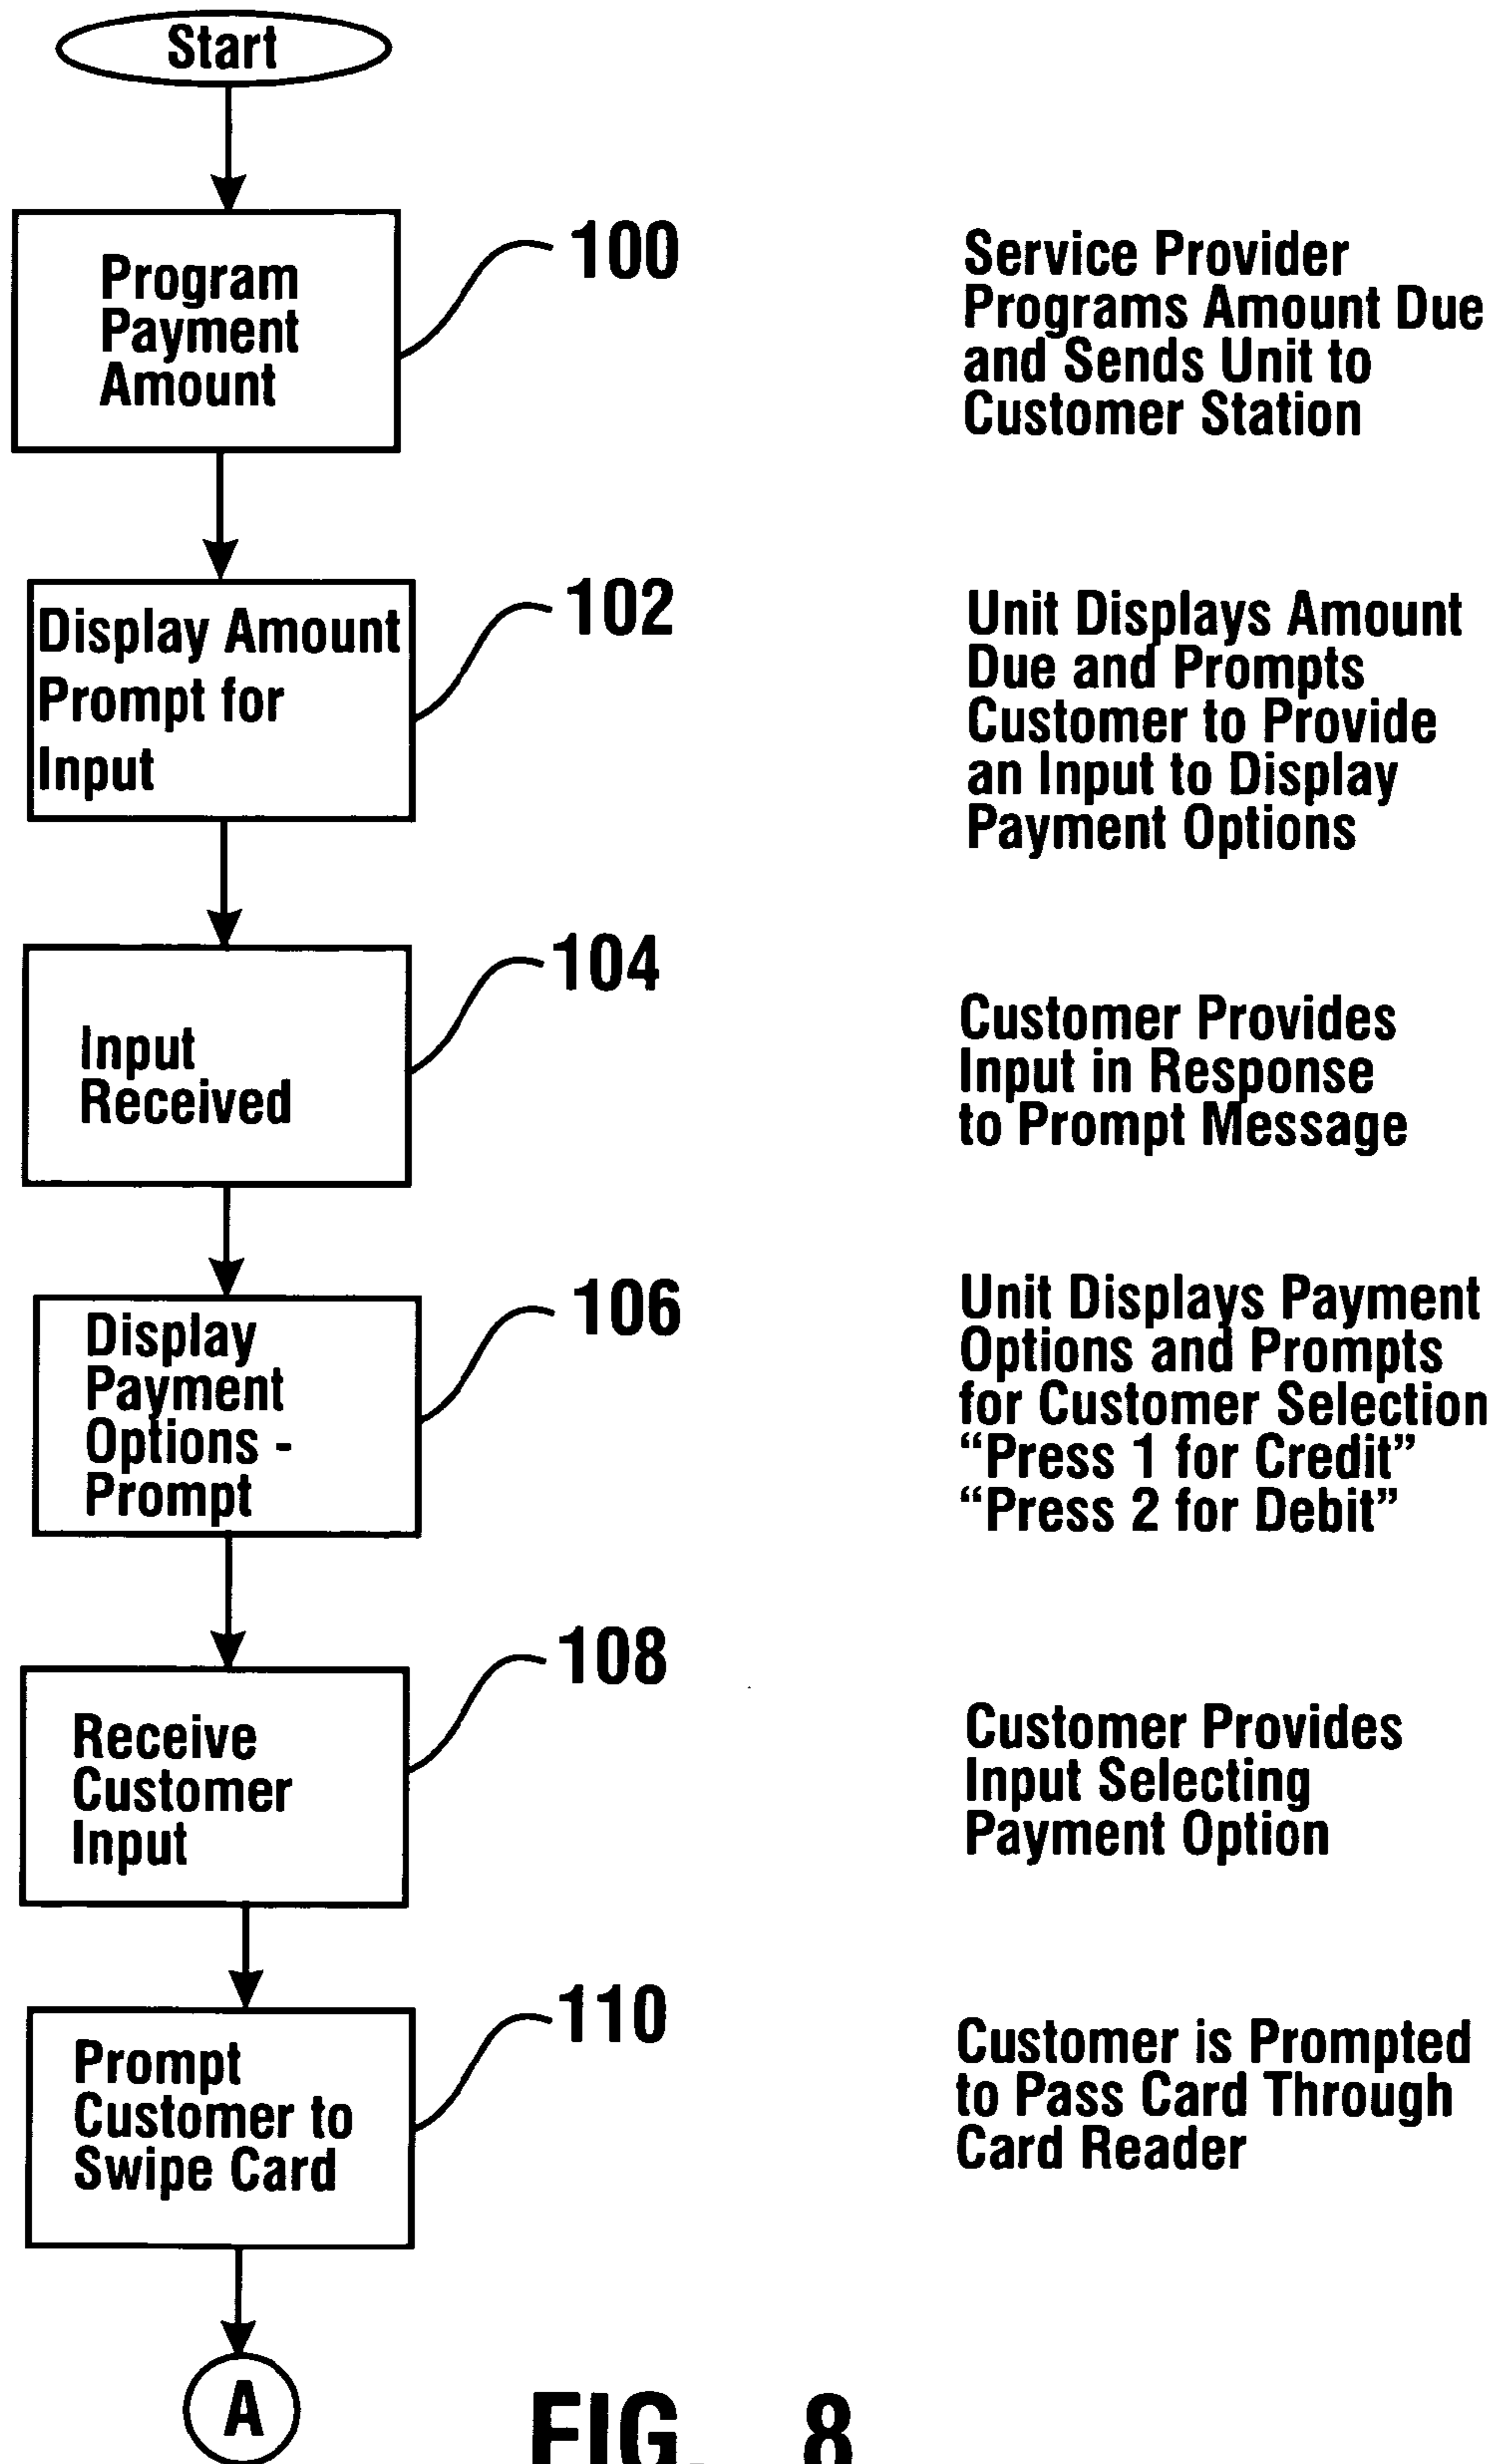 Start
Program
Payment
Amount
100
Service Provider
Programs Amount Due
and Sends Unit to
Customer Station
Display Amount
Prompt for
Input
102
Unit Displays Amount
Due and Prompts
Customer to Provide
an Input to Display
Payment Options
Input
Received
104
Customer Provides
Input in Response
to Prompt Message
Display
Payment
Options -
Prompt
106
Unit Displays Payment
Options and Prompts
for Customer Selection
“Press 1 for Credit”
“Press 2 for Debit”
Receive
Customer
Input
108
Customer Provides
Input Selecting
Payment Option
Prompt
Customer to
Swipe Card
110
Customer is Prompted
to Pass Card Through
Card Reader
A
FIG. 8